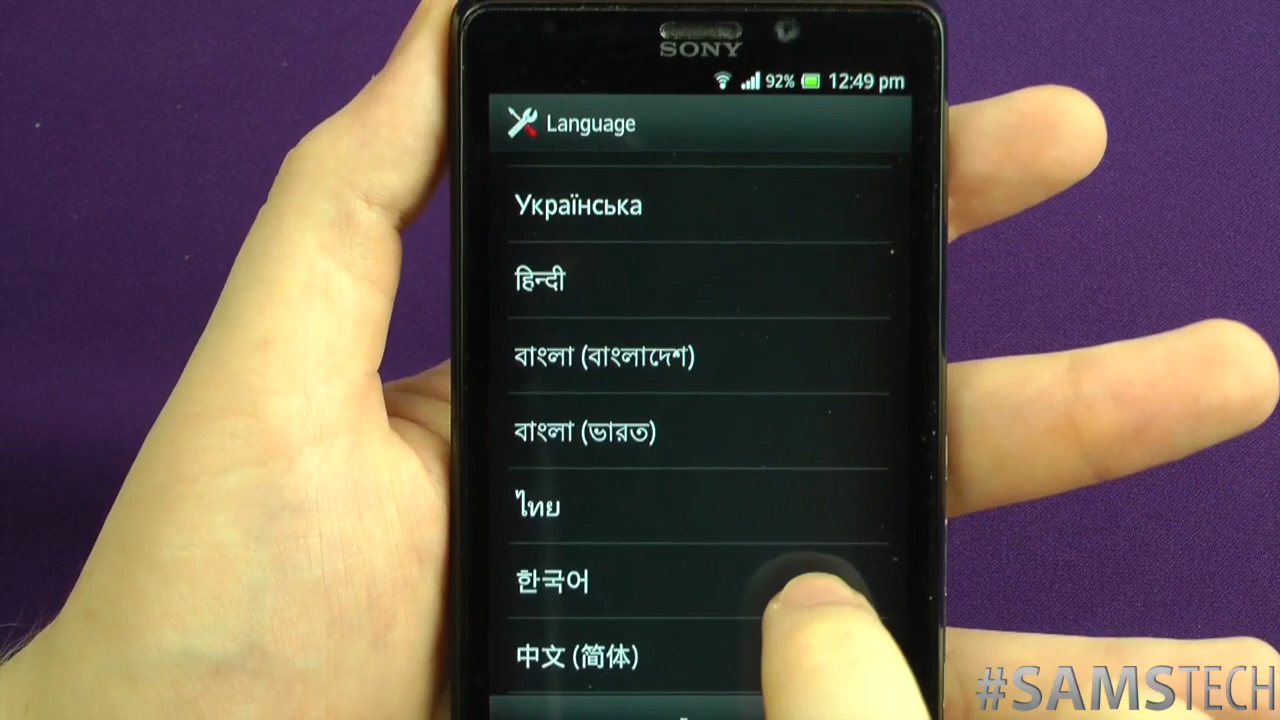 SONY
92% 12:49 pm
Language
Українська
हिन्दी
বাংলা (বাংলাদেশ)
বাংলা (ভারত)
ไทย
한국어
中文 (简体)
#SAMSTECH